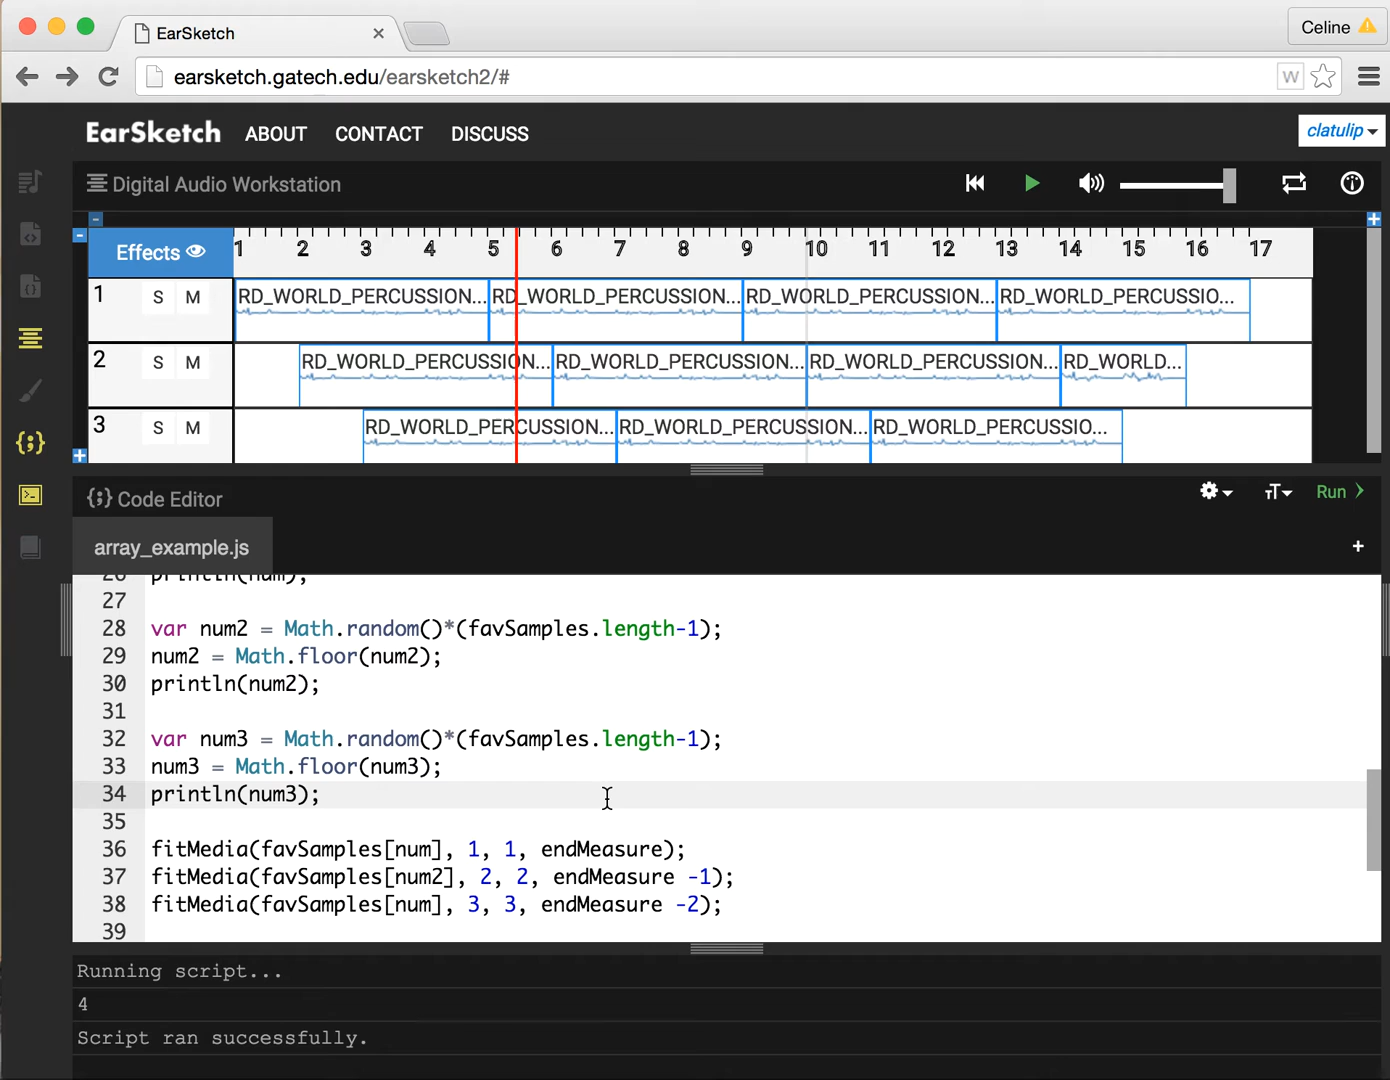 EarSketch
Celine
earsketch.gatech.edu/earsketch2/#
W
EarSketch ABOUT CONTACT DISCUSS
clatulip
Digital Audio Workstation
Effects 1 2 3 4 5 6 7 8 9 10 11 12 13 14 15 16 17
1 S M RD_WORLD_PERCUSSION... RD_WORLD_PERCUSSION... RD_WORLD_PERCUSSION... RD_WORLD_PERCUSSIO...
2 S M RD_WORLD_PERCUSSION... RD_WORLD_PERCUSSION... RD_WORLD_PERCUSSION... RD_WORLD...
3 S M RD_WORLD_PERCUSSION... RD_WORLD_PERCUSSION... RD_WORLD_PERCUSSIO...
{;} Code Editor
Run
array_example.js
26 println(num);
27
28 var num2 = Math.random()*(favSamples.length-1);
29 num2 = Math.floor(num2);
30 println(num2);
31
32 var num3 = Math.random()*(favSamples.length-1);
33 num3 = Math.floor(num3);
34 println(num3);
35
36 fitMedia(favSamples[num], 1, 1, endMeasure);
37 fitMedia(favSamples[num2], 2, 2, endMeasure -1);
38 fitMedia(favSamples[num], 3, 3, endMeasure -2);
39
Running script...
4
Script ran successfully.